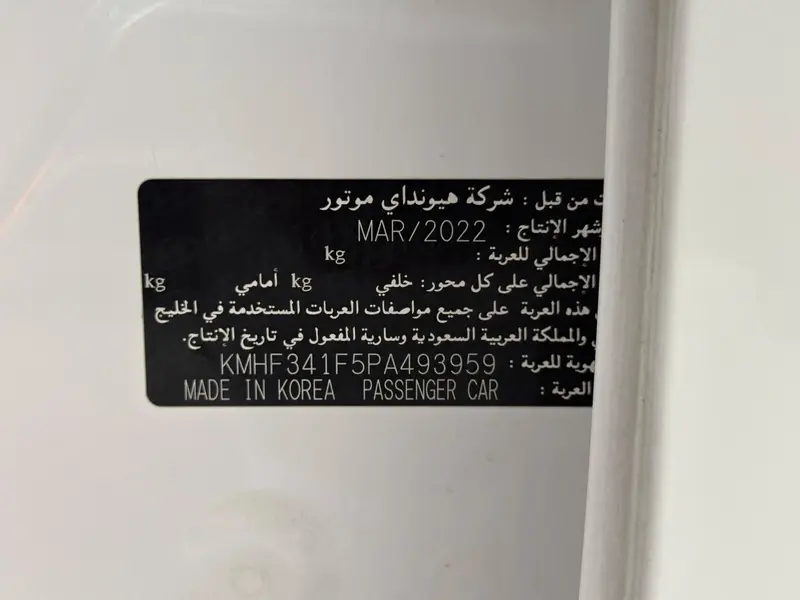 من قبل : شركة هيونداي موتور
شهر الإنتاج : MAR/2022
الإجمالي للعربة : kg
الإجمالي على كل محور: خلفي kg أمامي kg
هذه العربة على جميع مواصفات العربات المستخدمة في الخليج
والمملكة العربية السعودية وسارية المفعول في تاريخ الإنتاج.
للعربة : KMHF341F5PA493959
العربة : MADE IN KOREA PASSENGER CAR